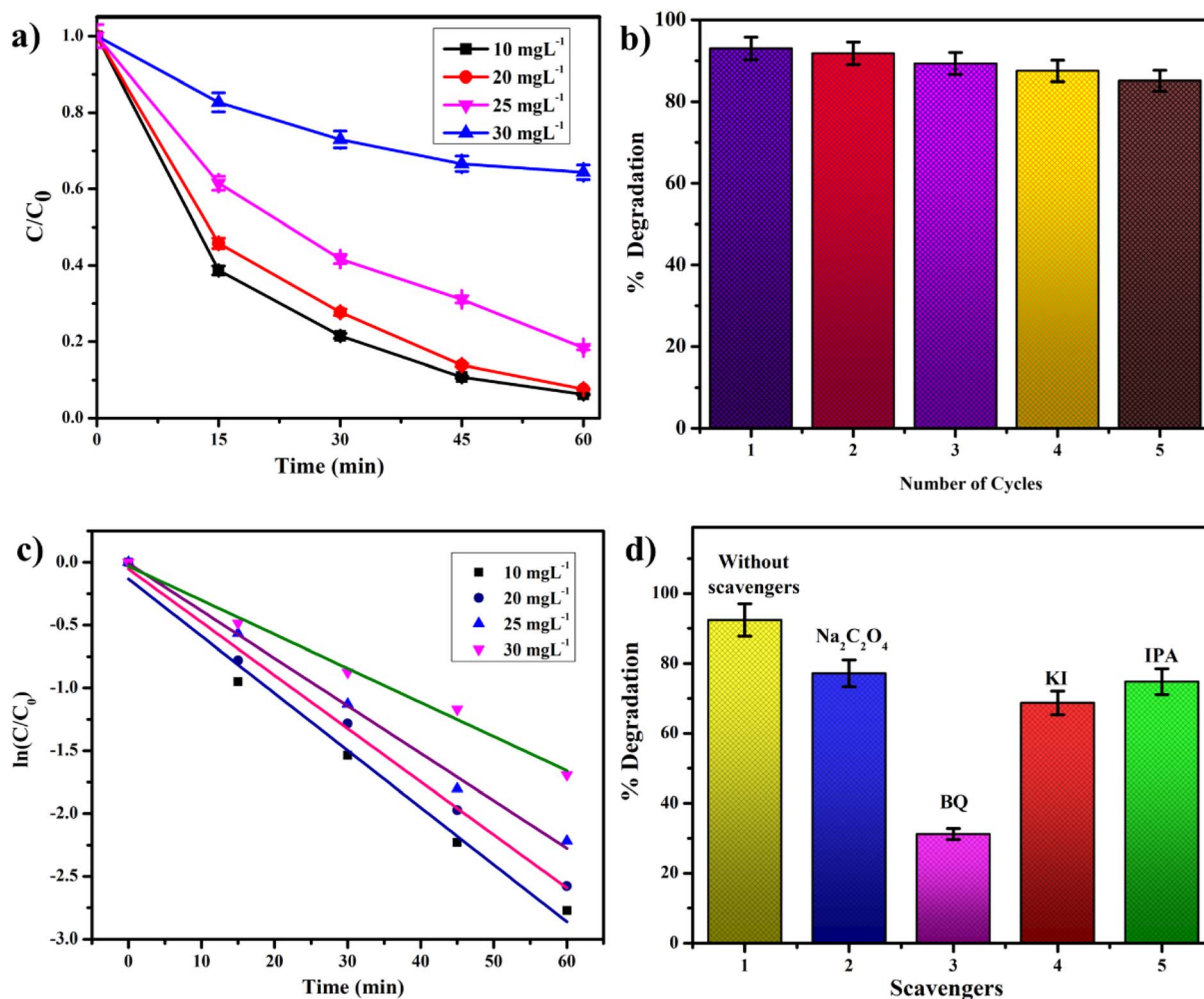 a)
C/C₀
1.0
0.8
0.6
0.4
0.2
0.0
0
15
30
45
60
Time (min)
10 mgL⁻¹
20 mgL⁻¹
25 mgL⁻¹
30 mgL⁻¹
b)
% Degradation
100
80
60
40
20
0
1
2
3
4
5
Number of Cycles
c)
ln(C/C₀)
0.0
-0.5
-1.0
-1.5
-2.0
-2.5
-3.0
0
10
20
30
40
50
60
Time (min)
10 mgL⁻¹
20 mgL⁻¹
25 mgL⁻¹
30 mgL⁻¹
d)
% Degradation
100
80
60
40
20
0
Without
scavengers
Na₂C₂O₄
BQ
KI
IPA
1
2
3
4
5
Scavengers